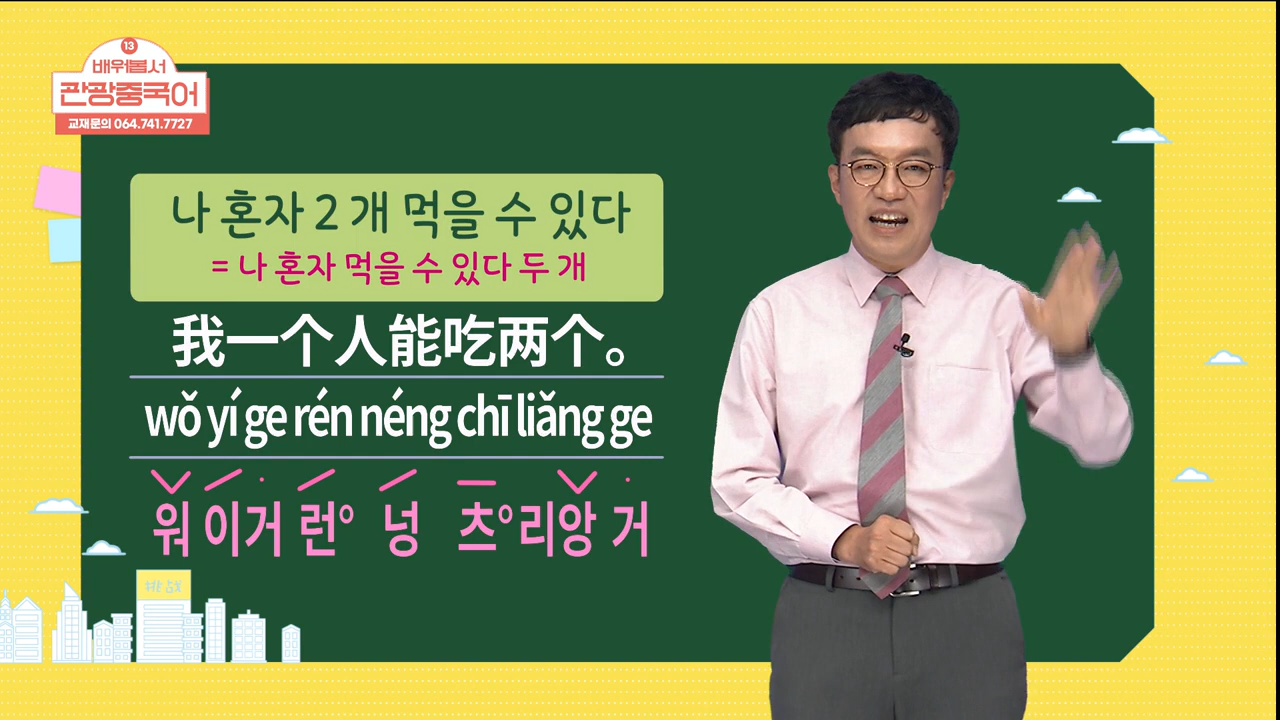 13
배워봅서
관광중국어
교재문의 064.741.7727
나 혼자 2 개 먹을 수 있다
= 나 혼자 먹을 수 있다 두 개
我一个人能吃两个。
wǒ yí ge rén néng chī liǎng ge
워 이거 런° 넝 츠°리앙 거